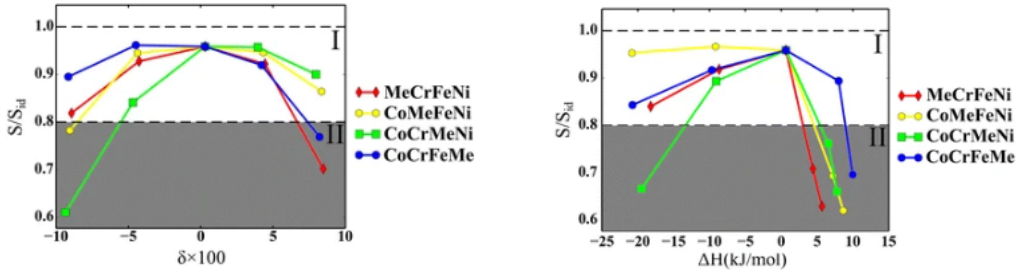 1.0
0.9
0.8
0.7
0.6
S/S_id
I
II
−10 −5 0 5 10
δ×100
MeCrFeNi
CoMeFeNi
CoCrMeNi
CoCrFeMe
1.0
0.9
0.8
0.7
0.6
S/S_id
I
II
−25 −20 −15 −10 −5 0 5 10 15
ΔH(kJ/mol)
MeCrFeNi
CoMeFeNi
CoCrMeNi
CoCrFeMe